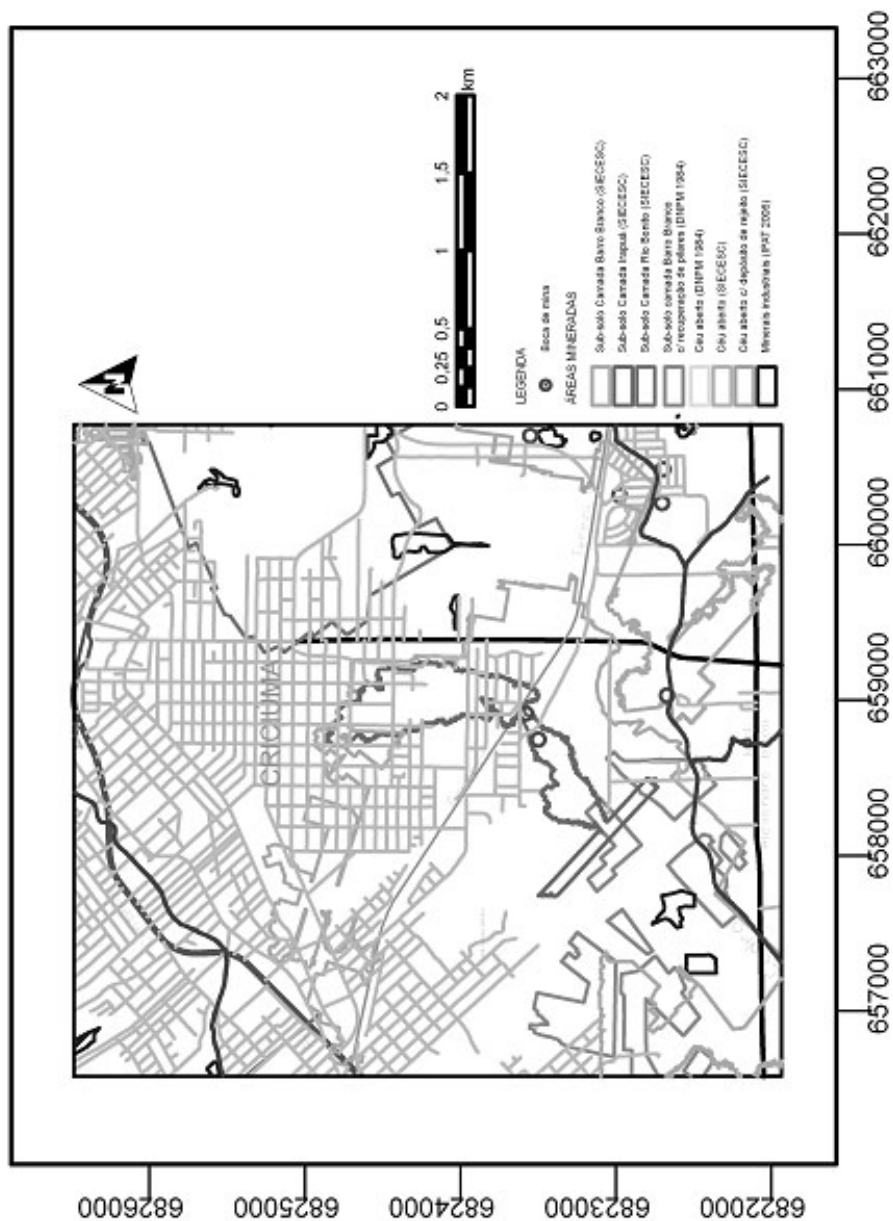 CRICIUMA
0 0,25 0,5 1 1,5 2
km
LEGENDA
Boca de mina
ÁREAS MINERADAS
Sub-solo Camada Barro Branco (SIECESC)
Sub-solo Camada Irapuá (SIECESC)
Sub-solo Camada Rio Bonito (SIECESC)
Sub-solo camada Barro Branco
c/ recuperação de pilares (DNPM 1984)
Céu aberto (DNPM 1984)
Céu aberto (SIECESC)
Céu aberto c/ depósito de rejeito (SIECESC)
Minerais industriais (IPAT 2006)
6826000
6825000
6824000
6823000
6822000
657000
658000
659000
660000
661000
662000
663000
N